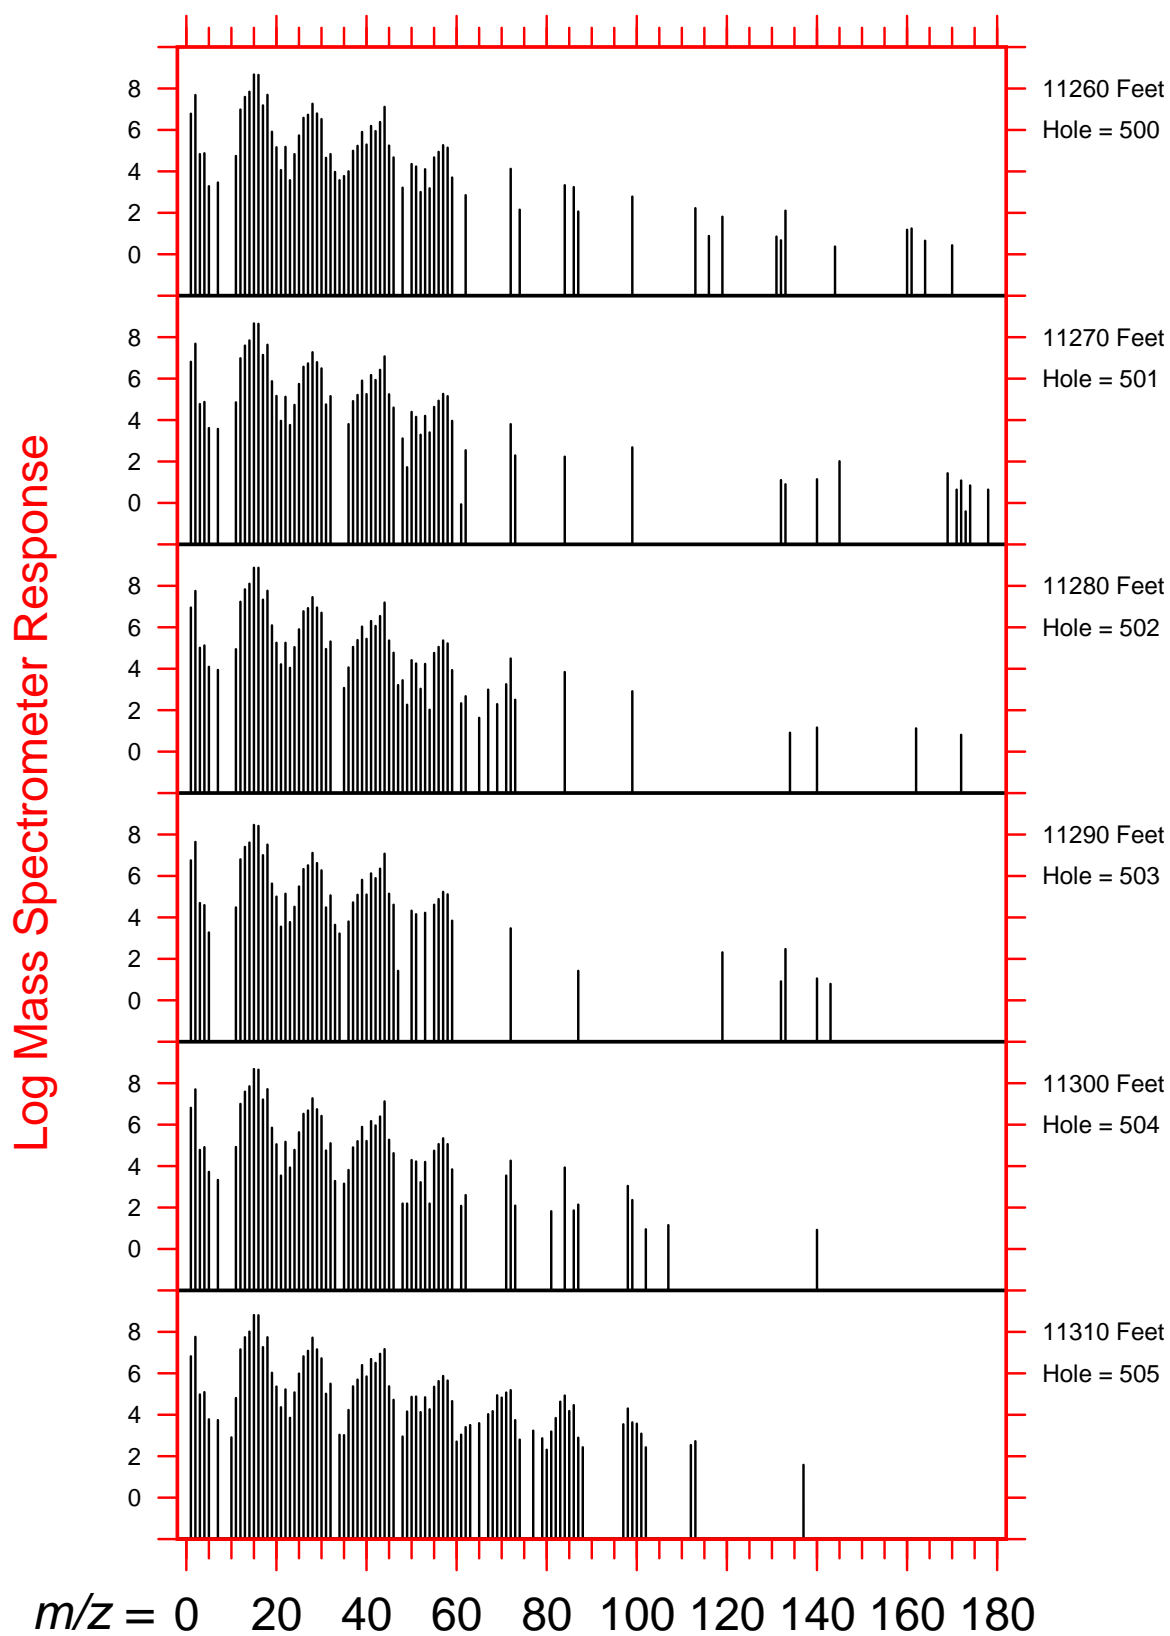 8
6
4
2
0
11260 Feet
Hole = 500
8
6
4
2
0
11270 Feet
Hole = 501
8
6
4
2
0
11280 Feet
Hole = 502
8
6
4
2
0
11290 Feet
Hole = 503
8
6
4
2
0
11300 Feet
Hole = 504
8
6
4
2
0
11310 Feet
Hole = 505
Log Mass Spectrometer Response
m/z = 0 20 40 60 80 100 120 140 160 180